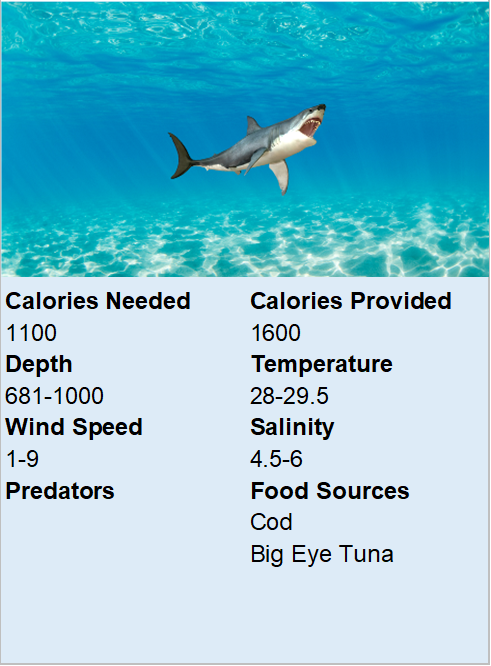 Calories Needed
Calories Provided
1100
1600
Depth
Temperature
681-1000
28-29.5
Wind Speed
Salinity
1-9
4.5-6
Predators
Food Sources
Cod
Big Eye Tuna